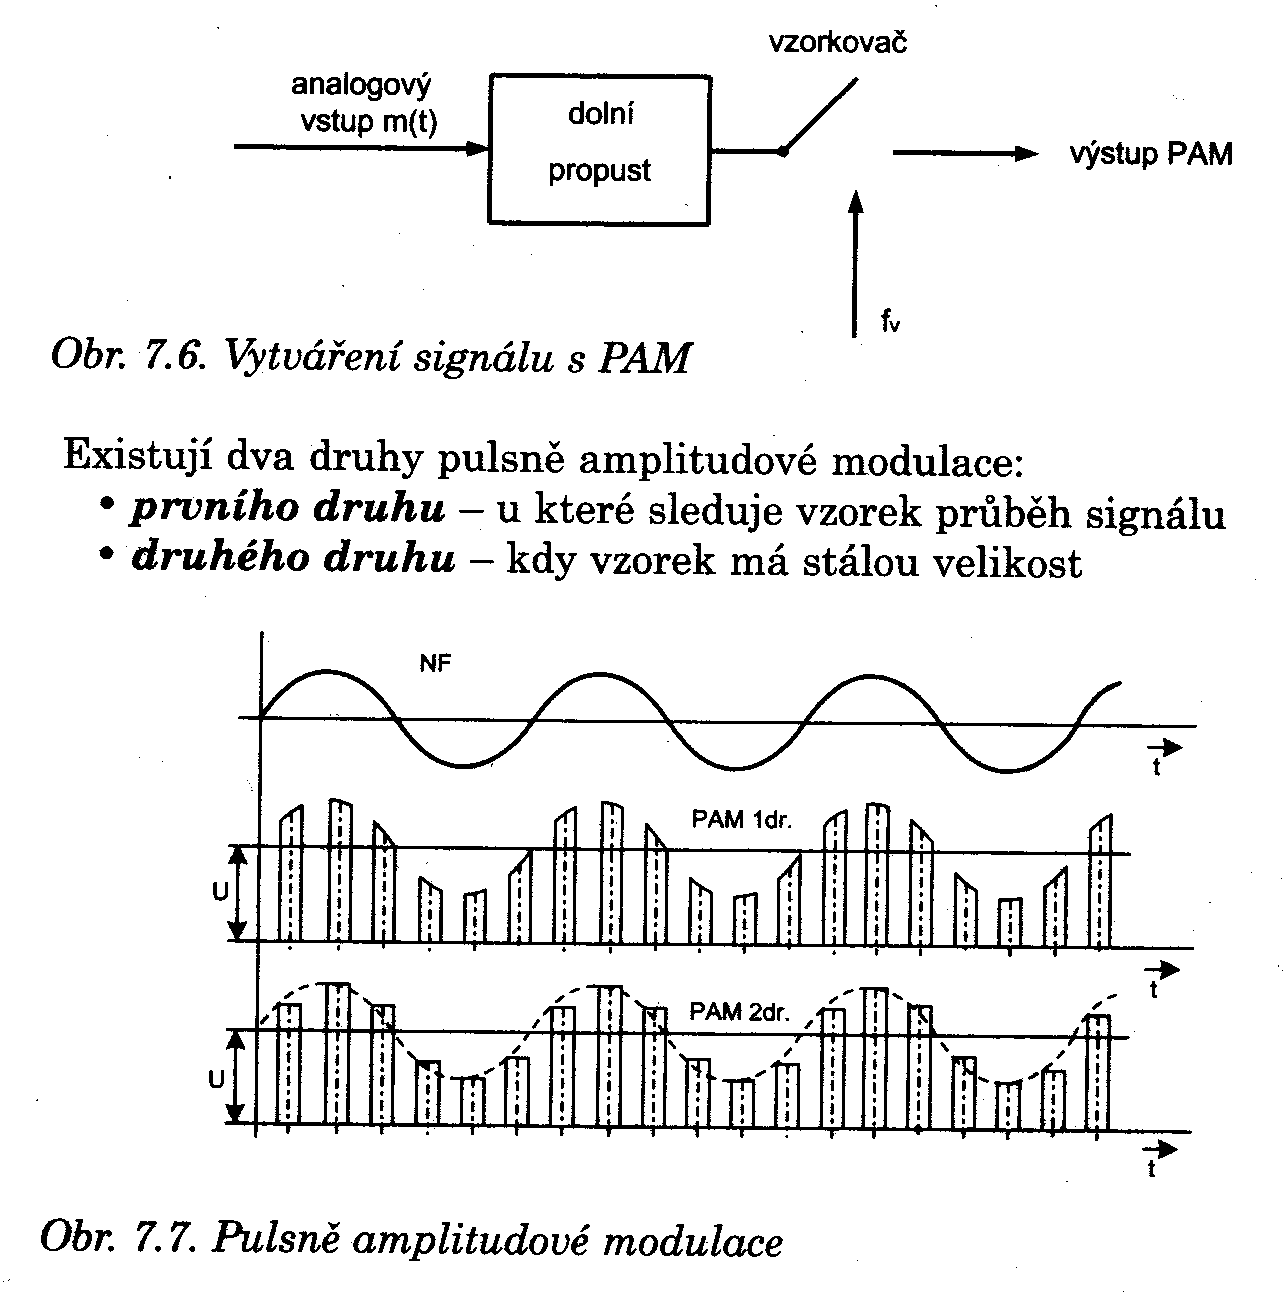 vzorkovač
analogový
vstup m(t)
dolní
propust
výstup PAM
fv
Obr. 7.6. Vytváření signálu s PAM
Existují dva druhy pulsně amplitudové modulace:
• prvního druhu – u které sleduje vzorek průběh signálu
• druhého druhu – kdy vzorek má stálou velikost
NF
t
PAM 1dr.
U
t
PAM 2dr.
U
t
Obr. 7.7. Pulsně amplitudové modulace